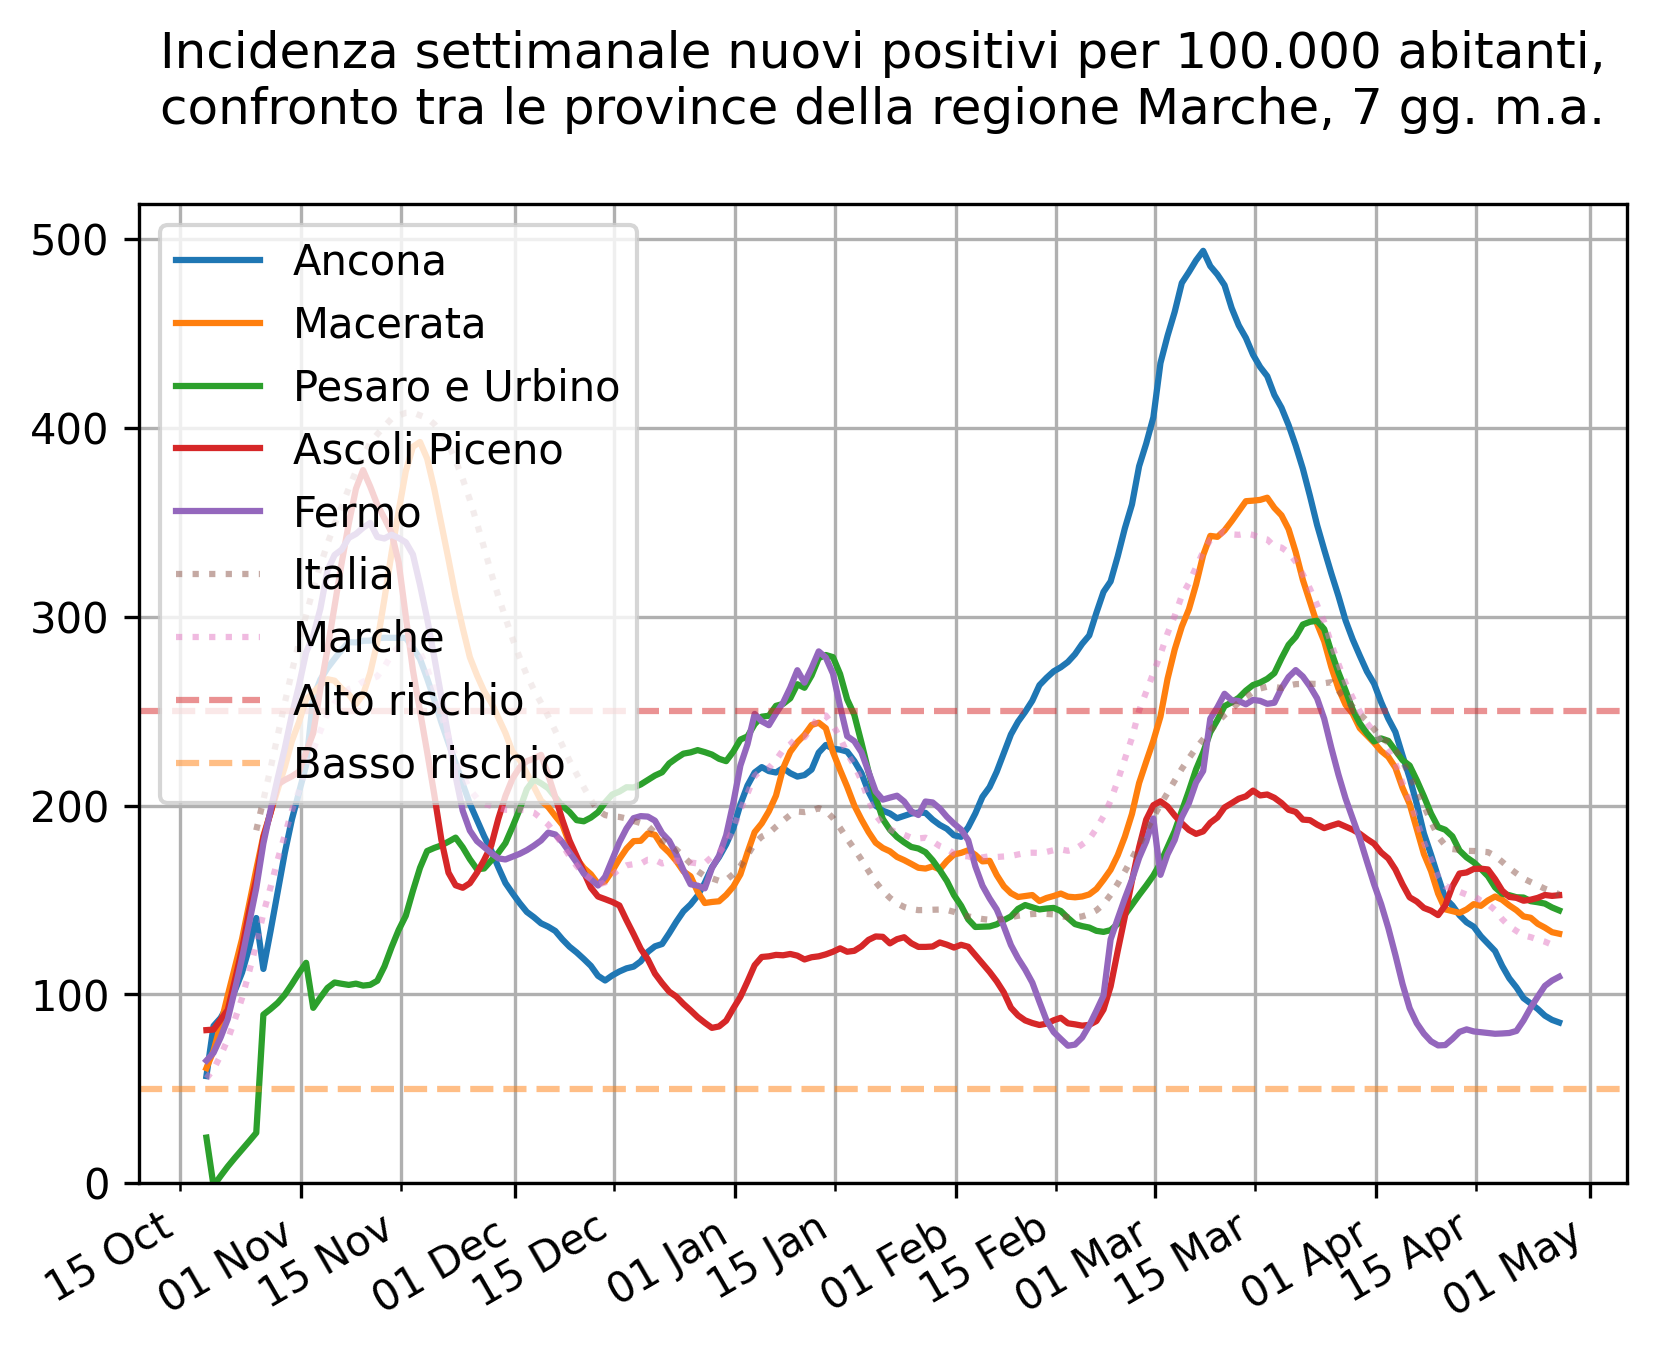 Incidenza settimanale nuovi positivi per 100.000 abitanti,
confronto tra le province della regione Marche, 7 gg. m.a.
500
400
300
200
100
0
Ancona
Macerata
Pesaro e Urbino
Ascoli Piceno
Fermo
Italia
Marche
Alto rischio
Basso rischio
15 Oct
01 Nov
15 Nov
01 Dec
15 Dec
01 Jan
15 Jan
01 Feb
15 Feb
01 Mar
15 Mar
01 Apr
15 Apr
01 May